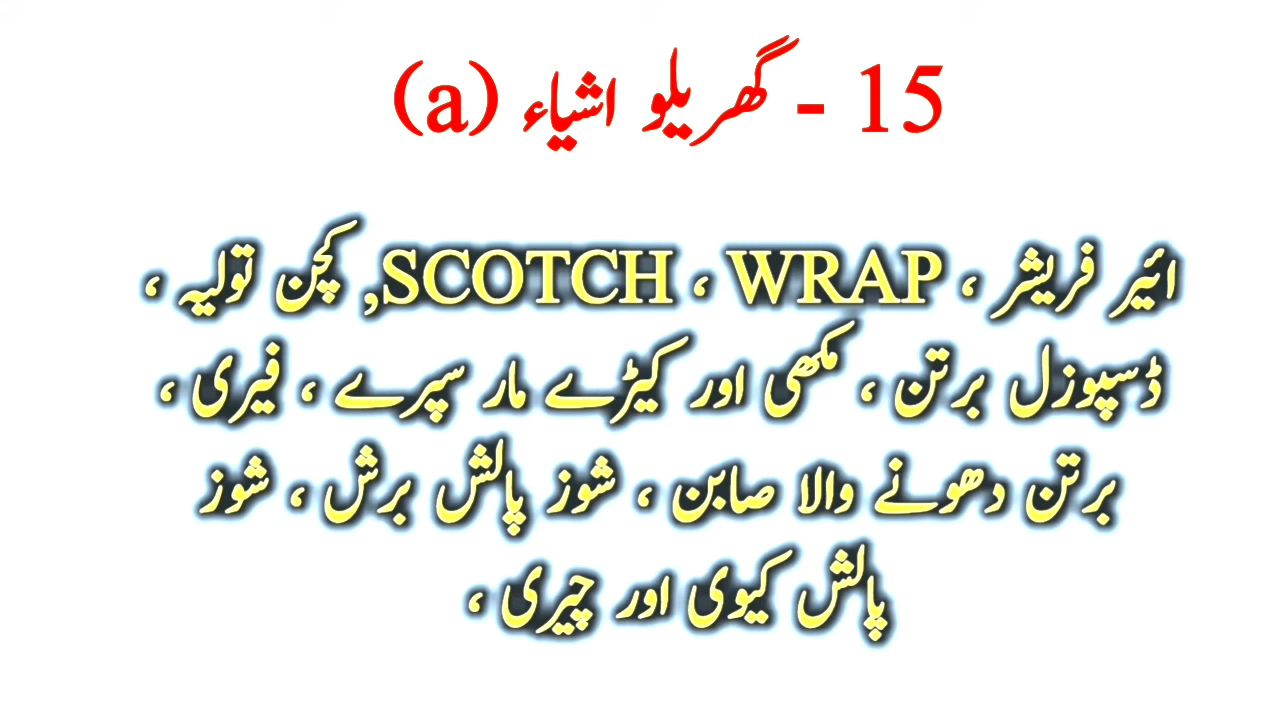 15 - گھریلو اشیاء (a)
ائیر فریشر ، WRAP ، SCOTCH, کچن تولیہ ،
ڈسپوزل برتن ، مکھی اور کیڑے مار سپرے ، فیری ،
برتن دھونے والا صابن ، شوز پالش برش ، شوز
پالش کیوی اور چیری ،